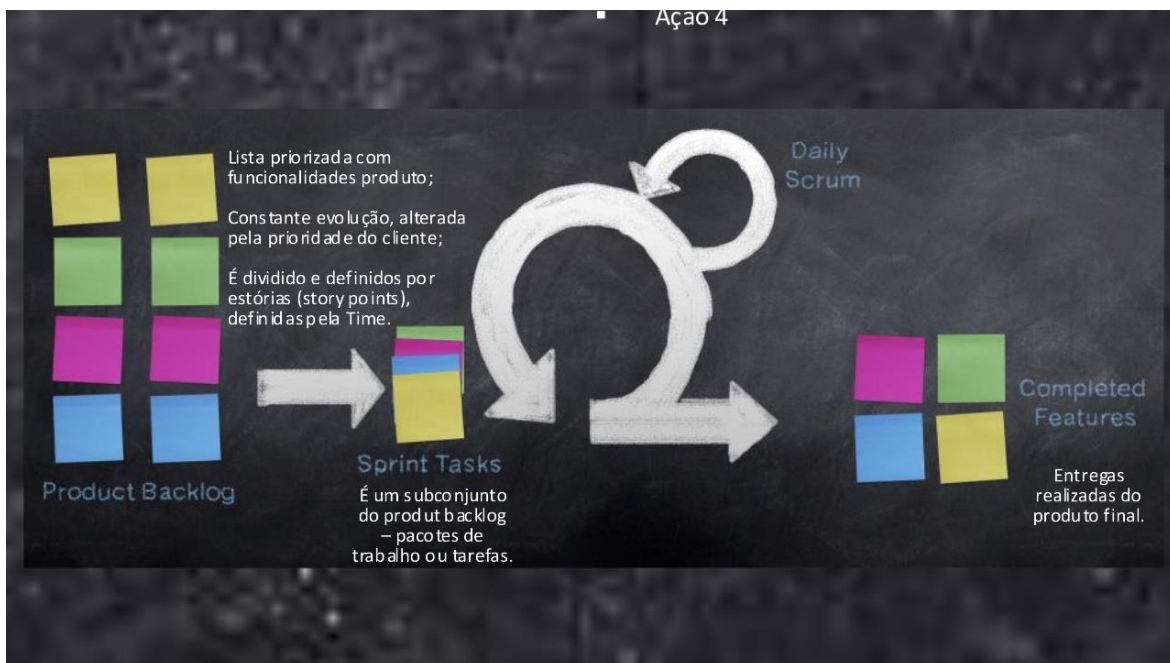 ▪ Ação 4
Lista priorizada com
funcionalidades produto;
Constante evolução, alterada
pela prioridade do cliente;
É dividido e definidos por
estórias (story points),
definidas pela Time.
Product Backlog
Sprint Tasks
É um subconjunto
do produt backlog
– pacotes de
trabalho ou tarefas.
Daily
Scrum
Completed
Features
Entregas
realizadas do
produto final.